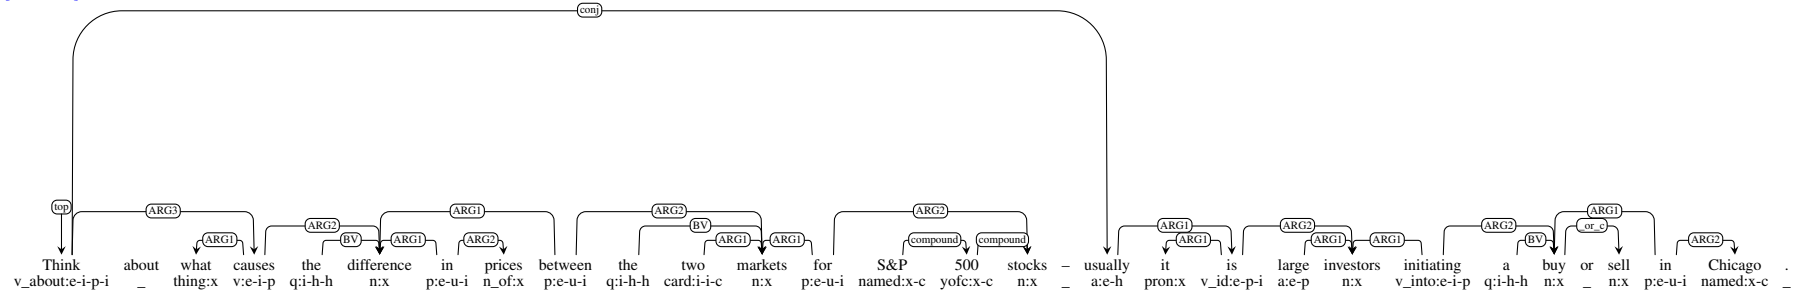 conj
top ARG3 ARG1 ARG2 ARG2 ARG1
ARG2 BV ARG1 ARG2 ARG2 _or_c
ARG1 BV ARG1 ARG2 ARG1 ARG1 compound compound ARG1 ARG1 ARG1 BV ARG2
Think about what causes the difference in prices between the two markets for S&P 500 stocks – usually it is large investors initiating a buy or sell in Chicago .
v_about:e-i-p-i _ thing:x v:e-i-p q:i-h-h n:x p:e-u-i n_of:x p:e-u-i q:i-h-h card:i-i-c n:x p:e-u-i named:x-c yofc:x-c n:x _ a:e-h pron:x v_id:e-p-i a:e-p n:x v_into:e-i-p q:i-h-h n:x _ n:x p:e-u-i named:x-c _